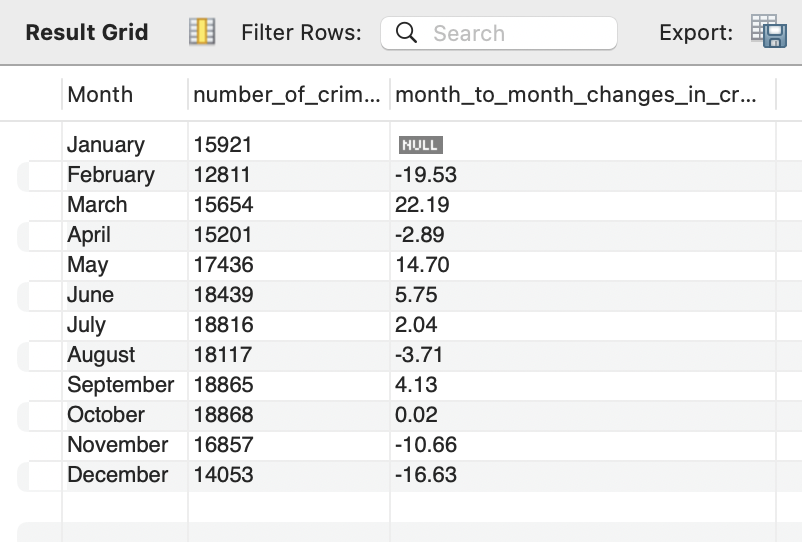 Result Grid Filter Rows: Search Export:
Month number_of_crim... month_to_month_changes_in_cr...
January 15921 NULL
February 12811 -19.53
March 15654 22.19
April 15201 -2.89
May 17436 14.70
June 18439 5.75
July 18816 2.04
August 18117 -3.71
September 18865 4.13
October 18868 0.02
November 16857 -10.66
December 14053 -16.63